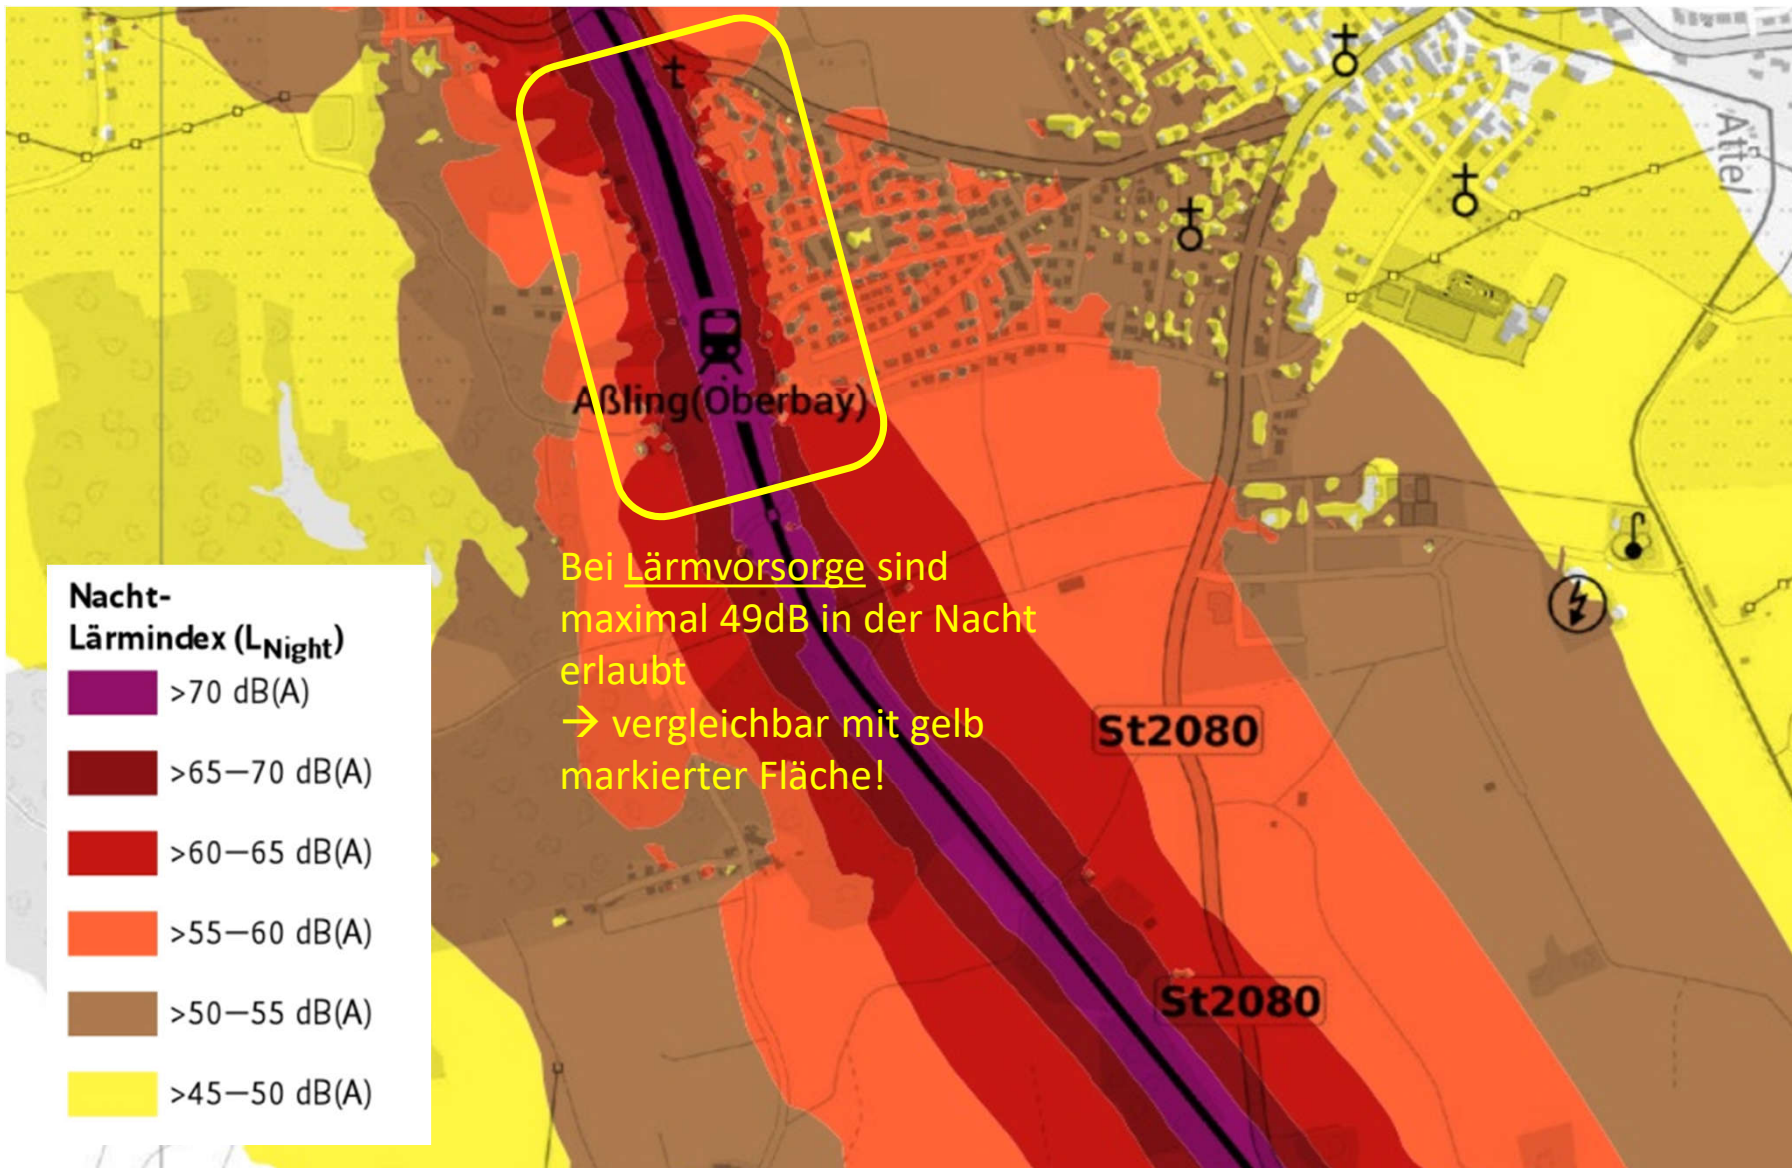 Attel
Aßling(Oberbay)
Bei Lärmvorsorge sind
maximal 49dB in der Nacht
erlaubt
→ vergleichbar mit gelb
markierter Fläche!
St2080
St2080
Nacht-
Lärmindex (LNight)
>70 dB(A)
>65—70 dB(A)
>60—65 dB(A)
>55—60 dB(A)
>50—55 dB(A)
>45—50 dB(A)